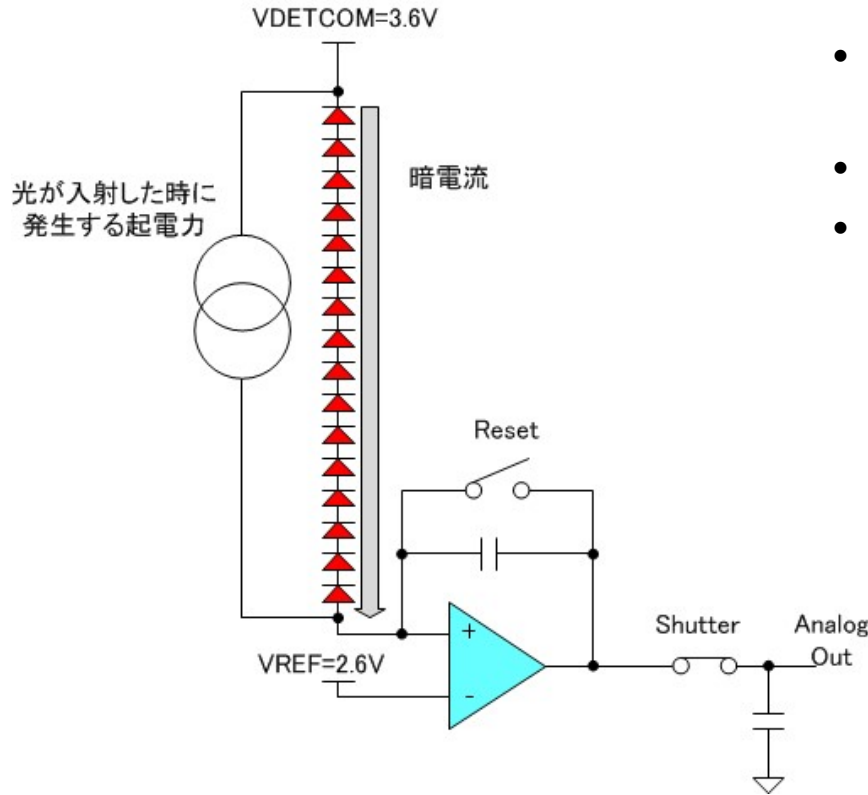 VDETCOM=3.6V
光が入射した時に
発生する起電力
暗電流
Reset
+
VREF=2.6V
-
Shutter
Analog
Out